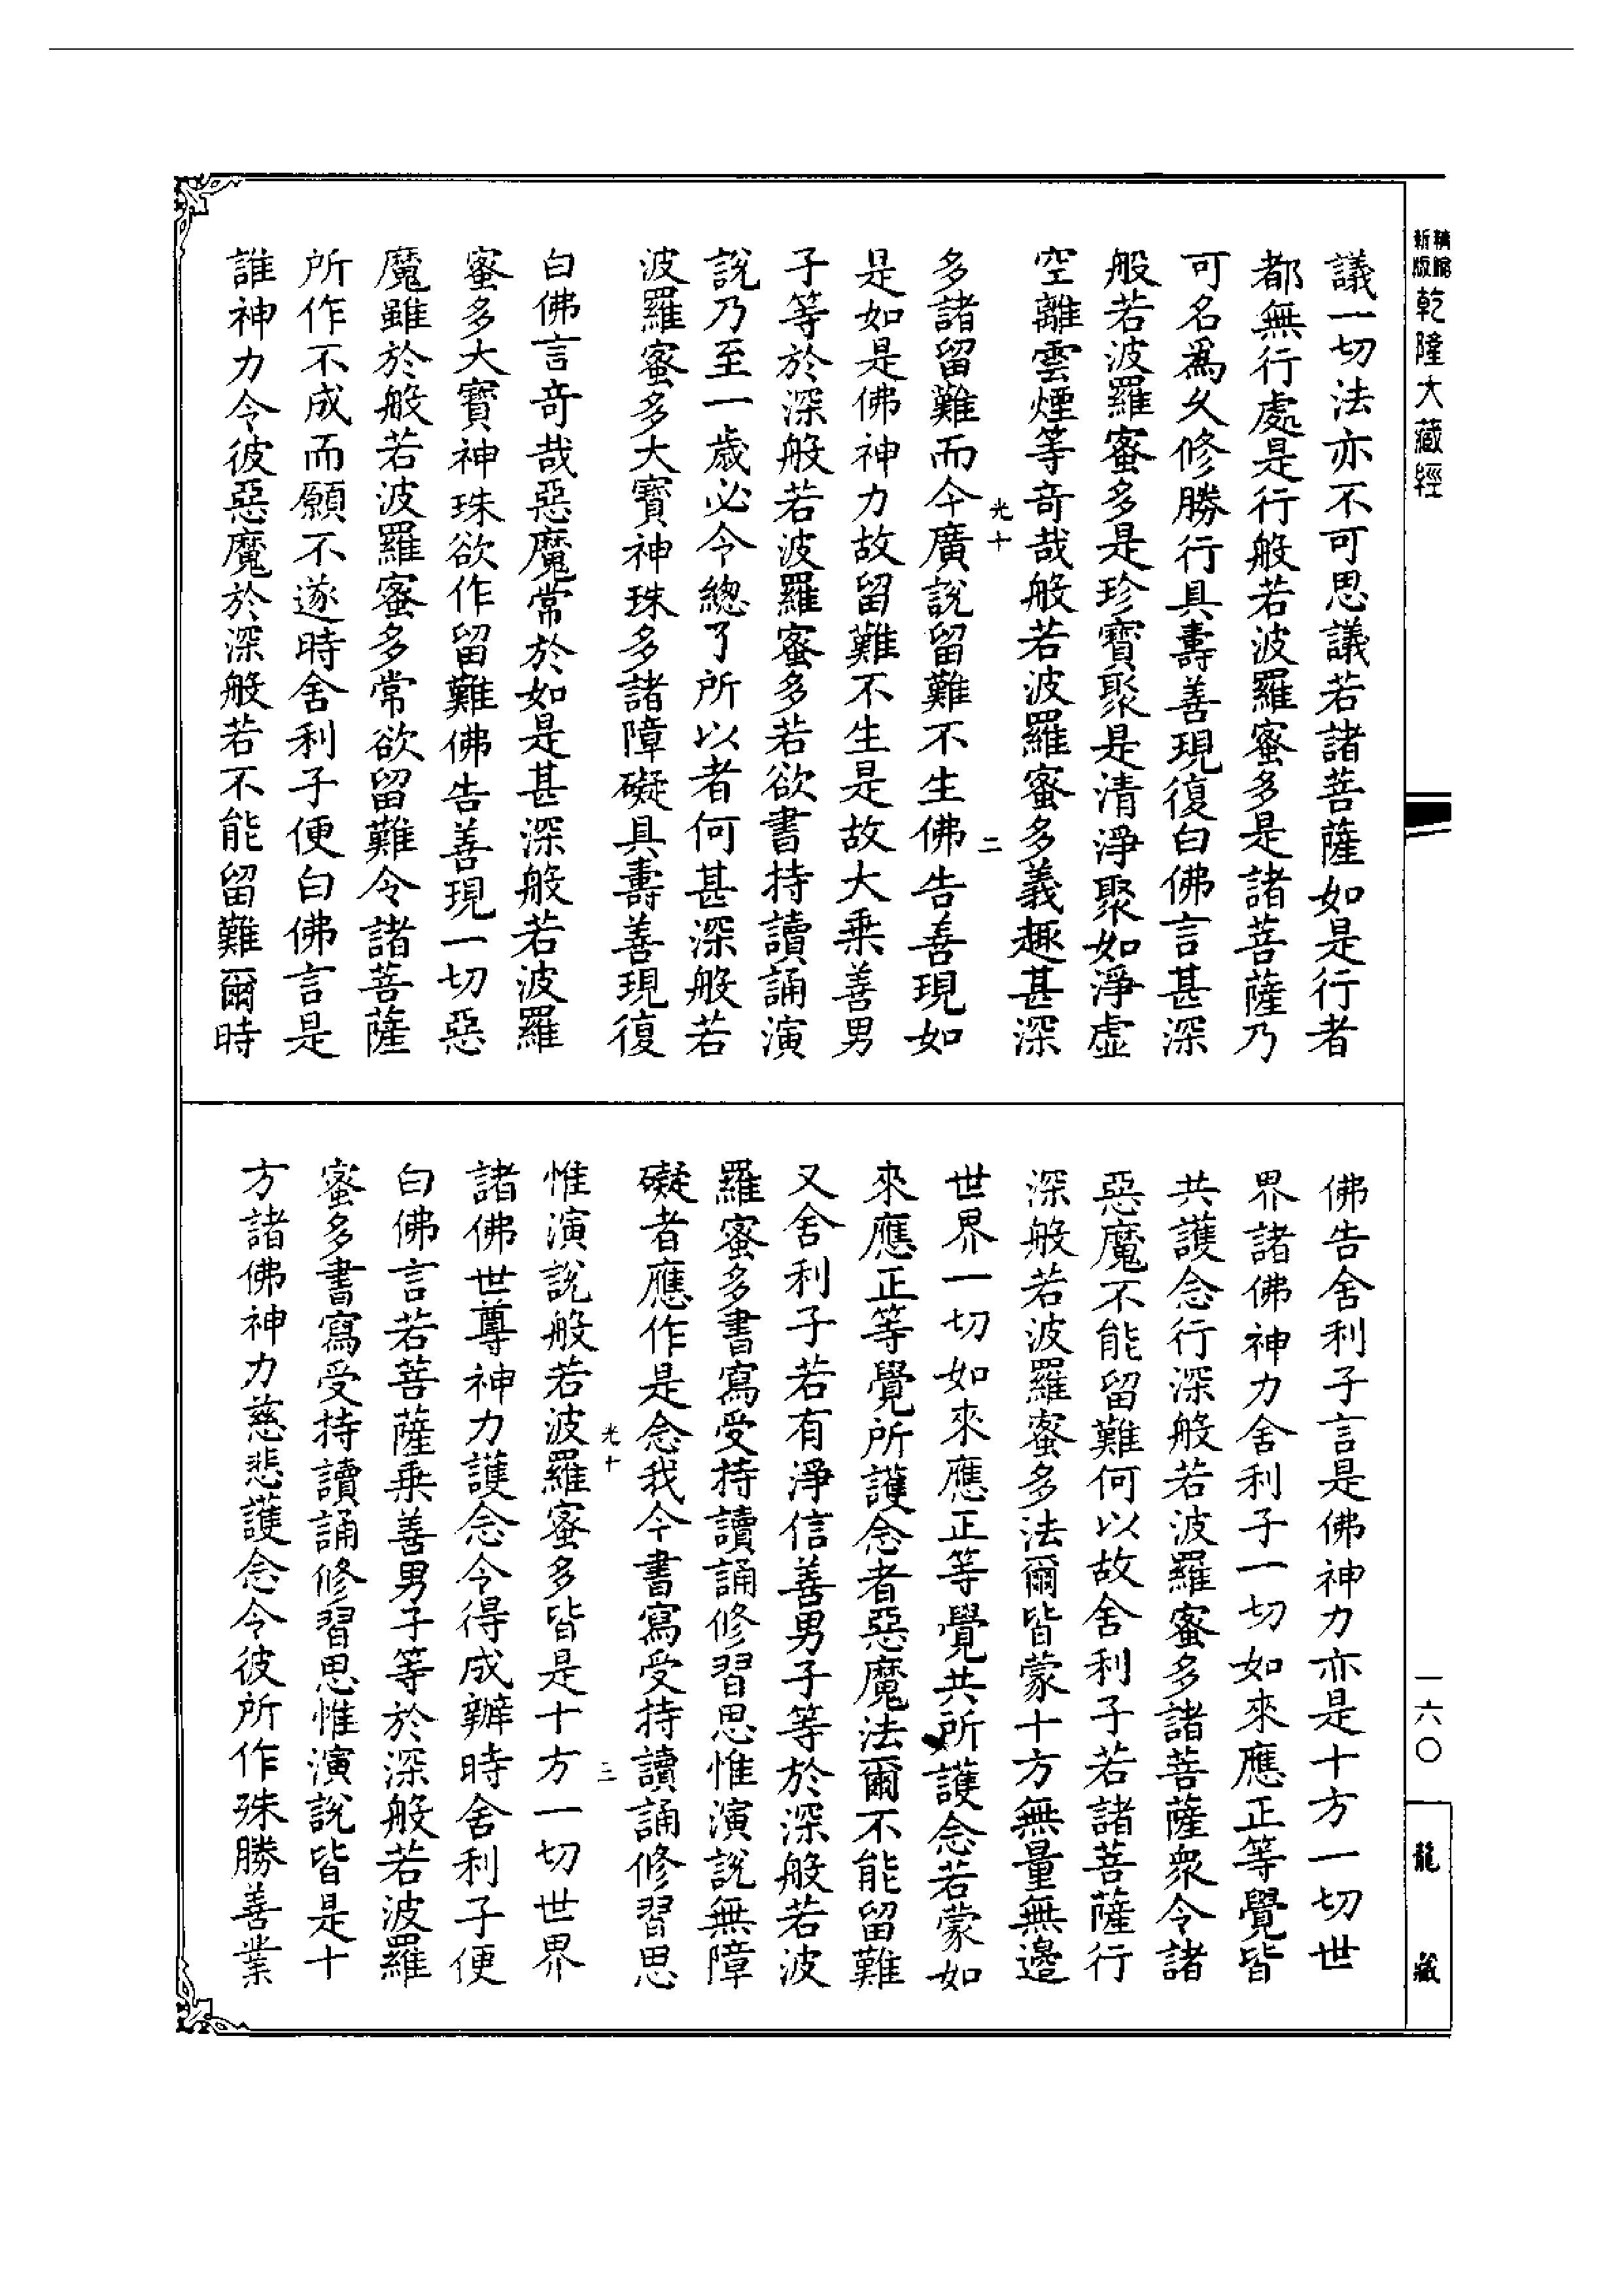 精縮
新版
乾隆大藏經
議一切法亦不可思議若諸菩薩如是行者
都無行處是行般若波羅蜜多是諸菩薩乃
可名爲久修勝行具壽善現復白佛言甚深
般若波羅蜜多是珍寶聚是清淨聚如淨虛
空離雲煙等奇哉般若波羅蜜多義趣甚深
光十
二
多諸留難而今廣說留難不生佛告善現如
是如是佛神力故留難不生是故大乘善男
子等於深般若波羅蜜多若欲書持讀誦演
說乃至一歲必令總了所以者何甚深般若
波羅蜜多大寶神珠多諸障礙具壽善現復
白佛言奇哉惡魔常於如是甚深般若波羅
蜜多大寶神珠欲作留難佛告善現一切惡
魔雖於般若波羅蜜多常欲留難令諸菩薩
所作不成而願不遂時舍利子便白佛言是
誰神力令彼惡魔於深般若不能留難爾時
佛告舍利子言是佛神力亦是十方一切世
界諸佛神力舍利子一切如來應正等覺皆
共護念行深般若波羅蜜多諸菩薩衆令諸
惡魔不能留難何以故舍利子若諸菩薩行
深般若波羅蜜多法爾皆蒙十方無量無邊
世界一切如來應正等覺共所護念若蒙如
來應正等覺所護念者惡魔法爾不能留難
又舍利子若有淨信善男子等於深般若波
羅蜜多書寫受持讀誦修習思惟演說無障
礙者應作是念我今書寫受持讀誦修習思
光十
三
惟演說般若波羅蜜多皆是十方一切世界
諸佛世尊神力護念令得成辦時舍利子便
白佛言若菩薩乘善男子等於深般若波羅
蜜多書寫受持讀誦修習思惟演說皆是十
方諸佛神力慈悲護念令彼所作殊勝善業
一六〇
龍藏